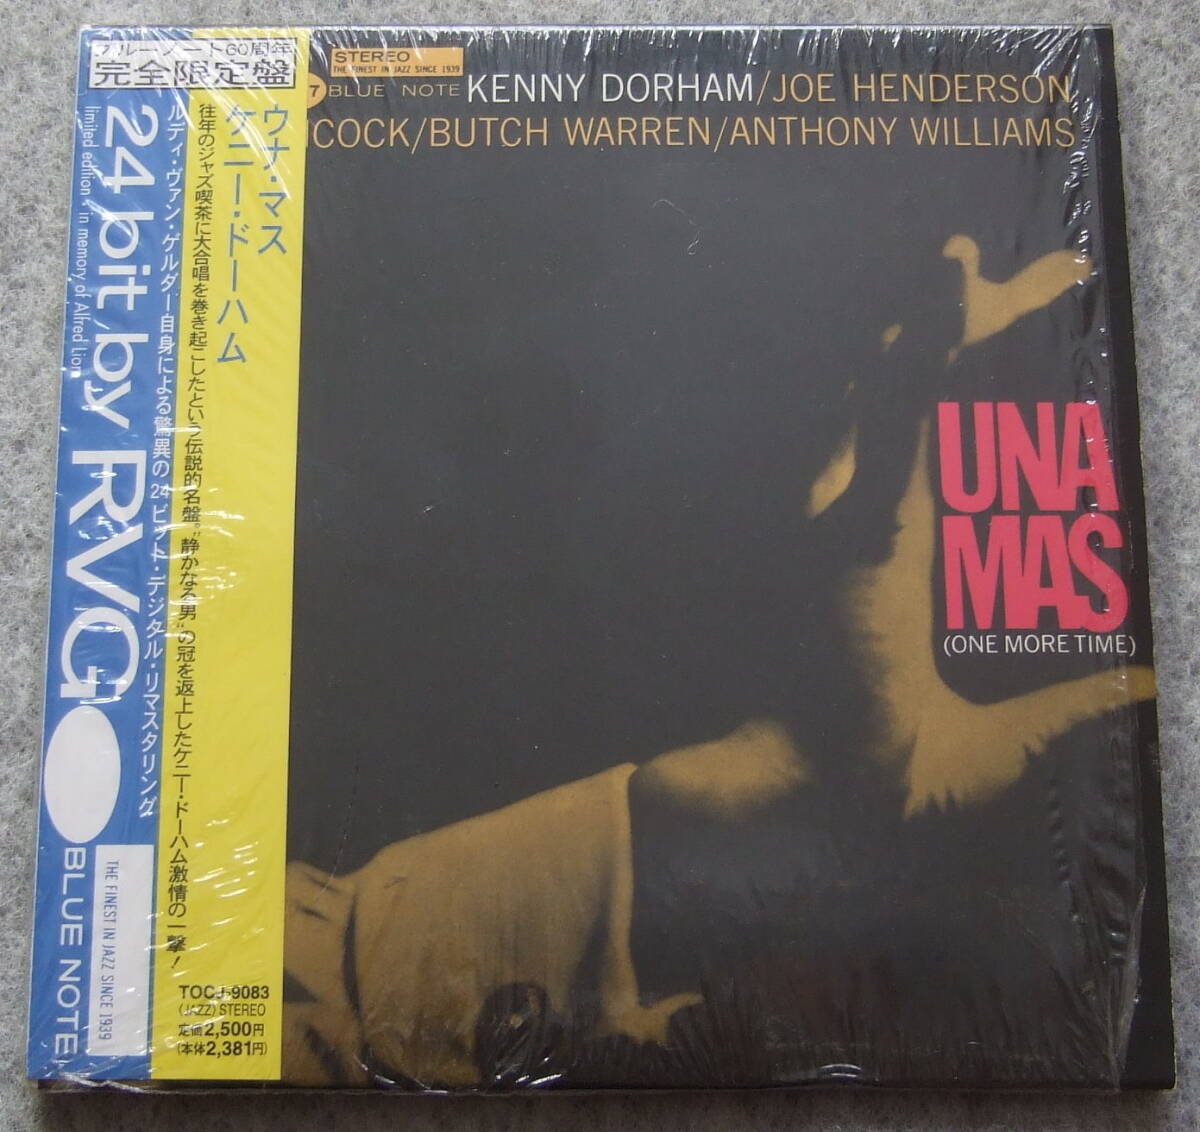 ブルーノート60周年
完全限定盤
24 bit by RVG
limited edition - in memory of Alfred Lion
BLUE NOTE
THE FINEST IN JAZZ SINCE 1939
ルディ・ヴァン・ゲルダー自身による驚異の24ビット・デジタル・リマスタリング
ウナ・マス
ケニー・ドーハム
往年のジャズ喫茶に大合唱を巻き起こしたという伝説的名盤。“静かなる男”の冠を返上したケニー・ドーハム激情の一撃！
TOCJ-9083
(JAZZ) STEREO
定価2,500円
(本体2,381円)
STEREO
THE FINEST IN JAZZ SINCE 1939
7 BLUE NOTE KENNY DORHAM/JOE HENDERSON
COCK/BUTCH WARREN/ANTHONY WILLIAMS
UNA
MAS
(ONE MORE TIME)